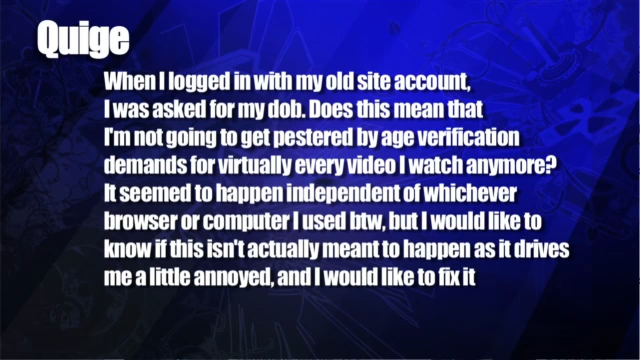 Quige
When I logged in with my old site account,
I was asked for my dob. Does this mean that
I'm not going to get pestered by age verification
demands for virtually every video I watch anymore?
It seemed to happen independent of whichever
browser or computer I used btw, but I would like to
know if this isn't actually meant to happen as it drives
me a little annoyed, and I would like to fix it